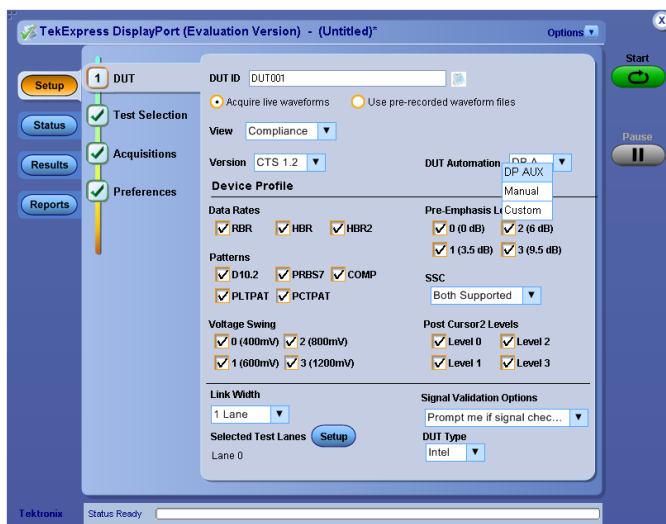 TekExpress DisplayPort (Evaluation Version) - (Untitled)*
Options
X
Setup
Status
Results
Reports
1 DUT
Test Selection
Acquisitions
Preferences
DUT ID DUT001
Acquire live waveforms Use pre-recorded waveform files
View Compliance
Version CTS 1.2 DUT Automation DP A
DP AUX
Manual
Custom
Device Profile
Data Rates
RBR HBR HBR2
Patterns
D10.2 PRBS7 COMP
PLTPAT PCTPAT
Voltage Swing
0 (400mV) 2 (800mV)
1 (600mV) 3 (1200mV)
Pre-Emphasis
0 (0 dB) 2 (6 dB)
1 (3.5 dB) 3 (9.5 dB)
SSC
Both Supported
Post Cursor2 Levels
Level 0 Level 2
Level 1 Level 3
Link Width
1 Lane
Selected Test Lanes Setup
Lane 0
Signal Validation Options
Prompt me if signal chec...
DUT Type
Intel
Start
Pause
Tektronix Status Ready